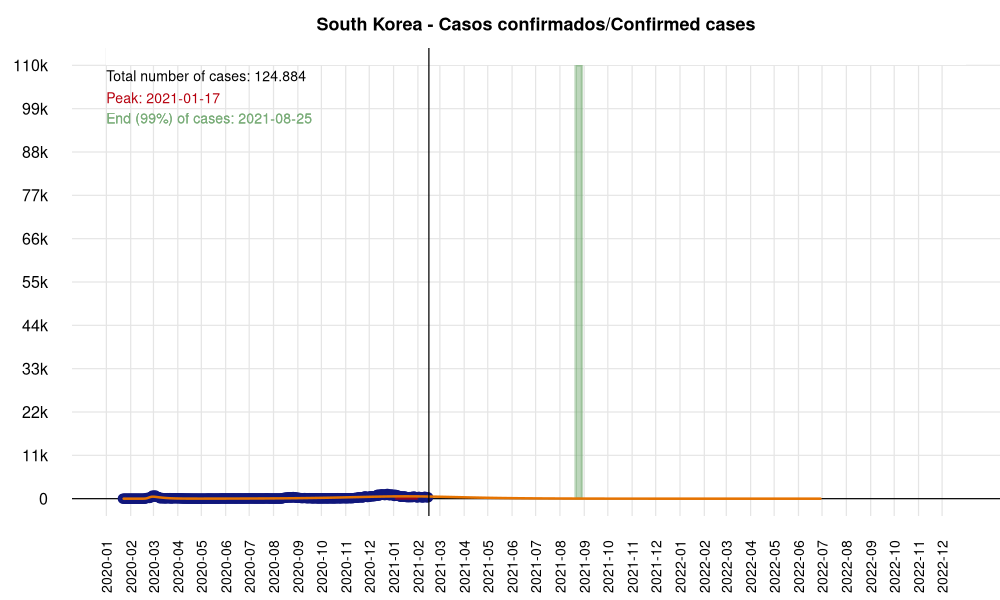 South Korea - Casos confirmados/Confirmed cases
Total number of cases: 124.884
Peak: 2021-01-17
End (99%) of cases: 2021-08-25
110k
99k
88k
77k
66k
55k
44k
33k
22k
11k
0
2020-01
2020-02
2020-03
2020-04
2020-05
2020-06
2020-07
2020-08
2020-09
2020-10
2020-11
2020-12
2021-01
2021-02
2021-03
2021-04
2021-05
2021-06
2021-07
2021-08
2021-09
2021-10
2021-11
2021-12
2022-01
2022-02
2022-03
2022-04
2022-05
2022-06
2022-07
2022-08
2022-09
2022-10
2022-11
2022-12